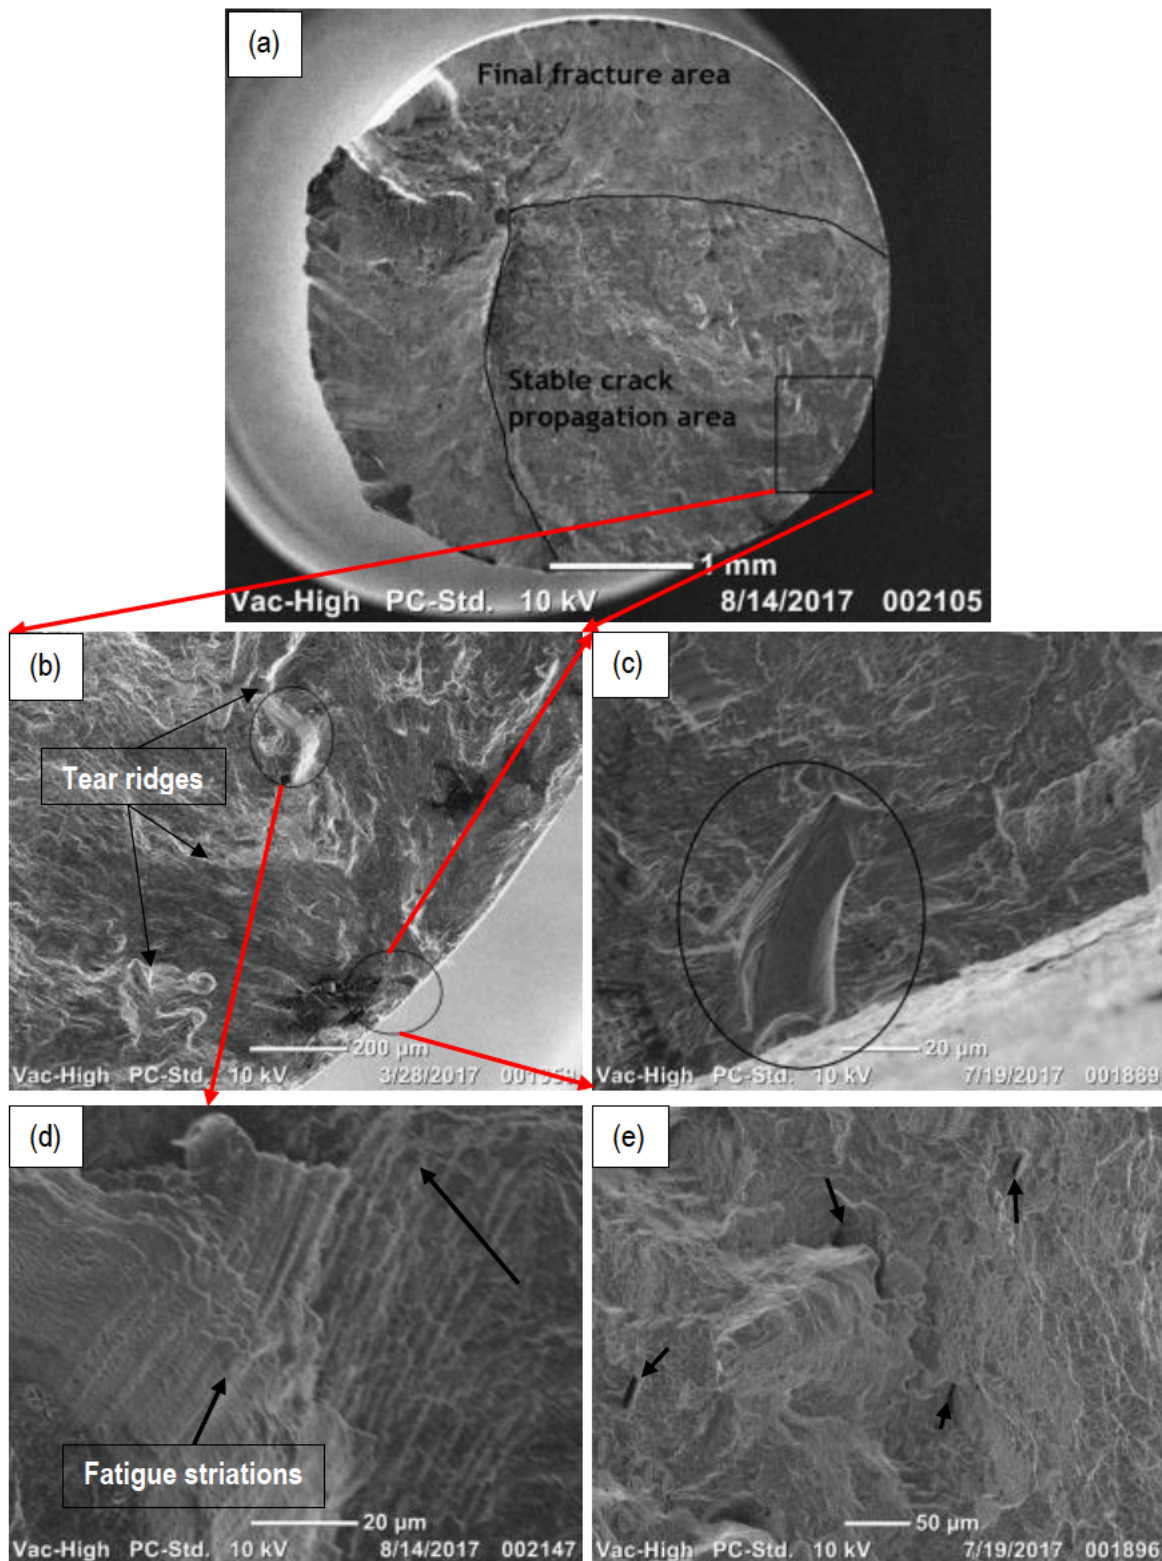 (a)
Final fracture area
Stable crack
propagation area
1 mm
Vac-High PC-Std. 10 kV 8/14/2017 002105
(b)
Tear ridges
200 µm
Vac-High PC-Std. 10 kV 3/28/2017
(c)
20 µm
Vac-High PC-Std. 10 kV 7/19/2017 001889
(d)
Fatigue striations
20 µm
Vac-High PC-Std. 10 kV 8/14/2017 002147
(e)
50 µm
Vac-High PC-Std. 10 kV 7/19/2017 001896